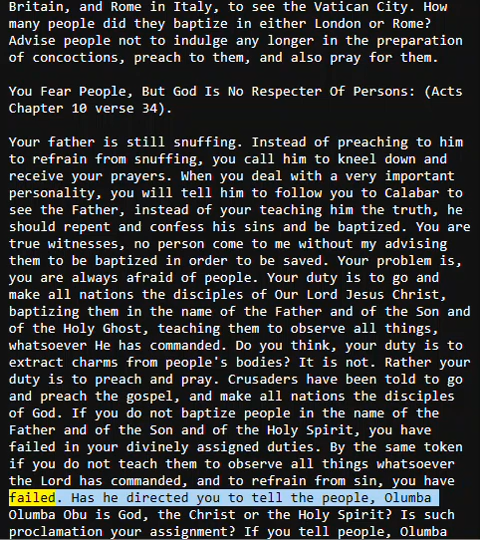 Britain, and Rome in Italy, to see the Vatican City. How
many people did they baptize in either London or Rome?
Advise people not to indulge any longer in the preparation
of concoctions, preach to them, and also pray for them.
You Fear People, But God Is No Respecter Of Persons: (Acts
Chapter 10 verse 34).
Your father is still snuffing. Instead of preaching to him
to refrain from snuffing, you call him to kneel down and
receive your prayers. When you deal with a very important
personality, you will tell him to follow you to Calabar to
see the Father, instead of your teaching him the truth, he
should repent and confess his sins and be baptized. You are
true witnesses, no person come to me without my advising
them to be baptized in order to be saved. Your problem is,
you are always afraid of people. Your duty is to go and
make all nations the disciples of Our Lord Jesus Christ,
baptizing them in the name of the Father and of the Son and
of the Holy Ghost, teaching them to observe all things,
whatsoever He has commanded. Do you think, your duty is to
extract charms from people's bodies? It is not. Rather your
duty is to preach and pray. Crusaders have been told to go
and preach the gospel, and make all nations the disciples
of God. If you do not baptize people in the name of the
Father and of the Son and of the Holy Spirit, you have
failed in your divinely assigned duties. By the same token
if you do not teach them to observe all things whatsoever
the Lord has commanded, and to refrain from sin, you have
failed. Has he directed you to tell the people, Olumba
Olumba Obu is God, the Christ or the Holy Spirit? Is such
proclamation your assignment? If you tell people, Olumba